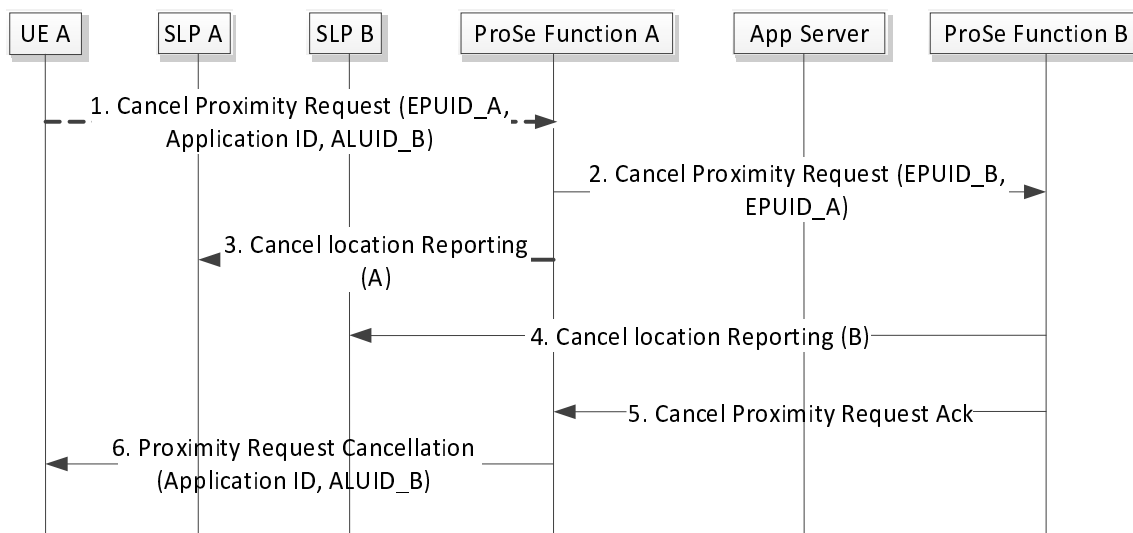 UE A
SLP A
SLP B
ProSe Function A
App Server
ProSe Function B
1. Cancel Proximity Request (EPUID_A,
Application ID, ALUID_B)
2. Cancel Proximity Request (EPUID_B,
EPUID_A)
3. Cancel location Reporting
(A)
4. Cancel location Reporting (B)
5. Cancel Proximity Request Ack
6. Proximity Request Cancellation
(Application ID, ALUID_B)